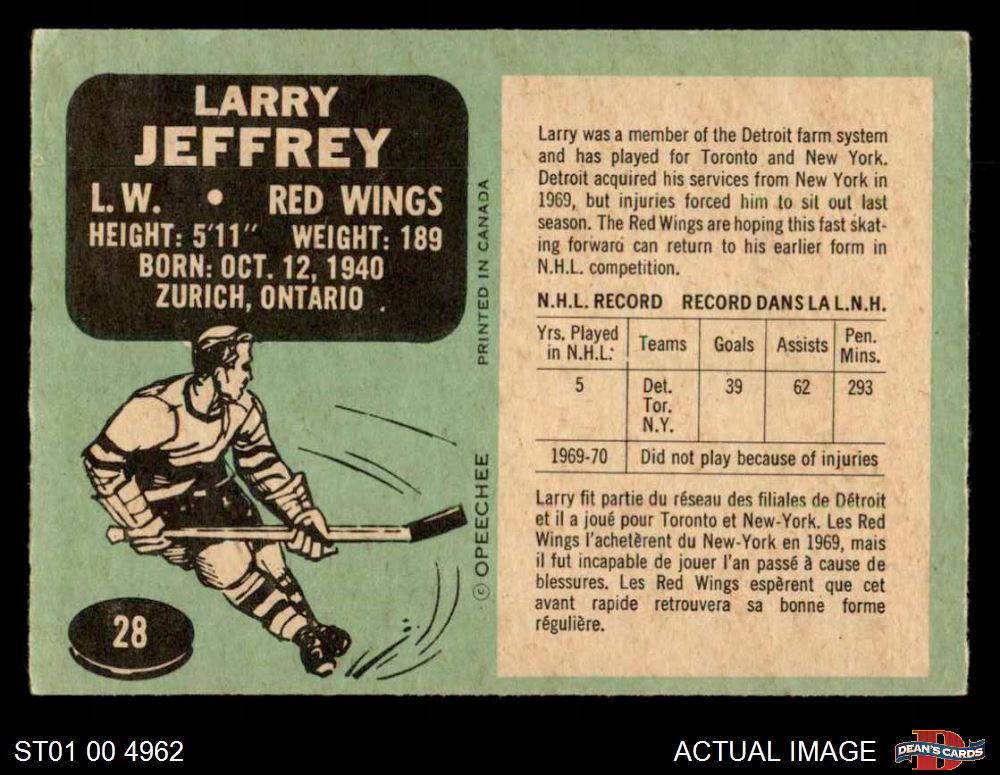 LARRY
JEFFREY
L.W. • RED WINGS
HEIGHT: 5'11" WEIGHT: 189
BORN: OCT. 12, 1940
ZURICH, ONTARIO
28
© OPEECHEE PRINTED IN CANADA
Larry was a member of the Detroit farm system
and has played for Toronto and New York.
Detroit acquired his services from New York in
1969, but injuries forced him to sit out last
season. The Red Wings are hoping this fast skat-
ing forward can return to his earlier form in
N.H.L. competition.
N.H.L. RECORD RECORD DANS LA L.N.H.
Yrs. Played in N.H.L. Teams Goals Assists Pen. Mins.
5 Det. 39 62 293
Tor.
N.Y.
1969-70 Did not play because of injuries
Larry fit partie du réseau des filiales de Détroit
et il a joué pour Toronto et New-York. Les Red
Wings l'achetèrent du New-York en 1969, mais
il fut incapable de jouer l'an passé à cause de
blessures. Les Red Wings espèrent que cet
avant rapide retrouvera sa bonne forme
régulière.
ST01 00 4962
ACTUAL IMAGE
DEAN'S CARDS